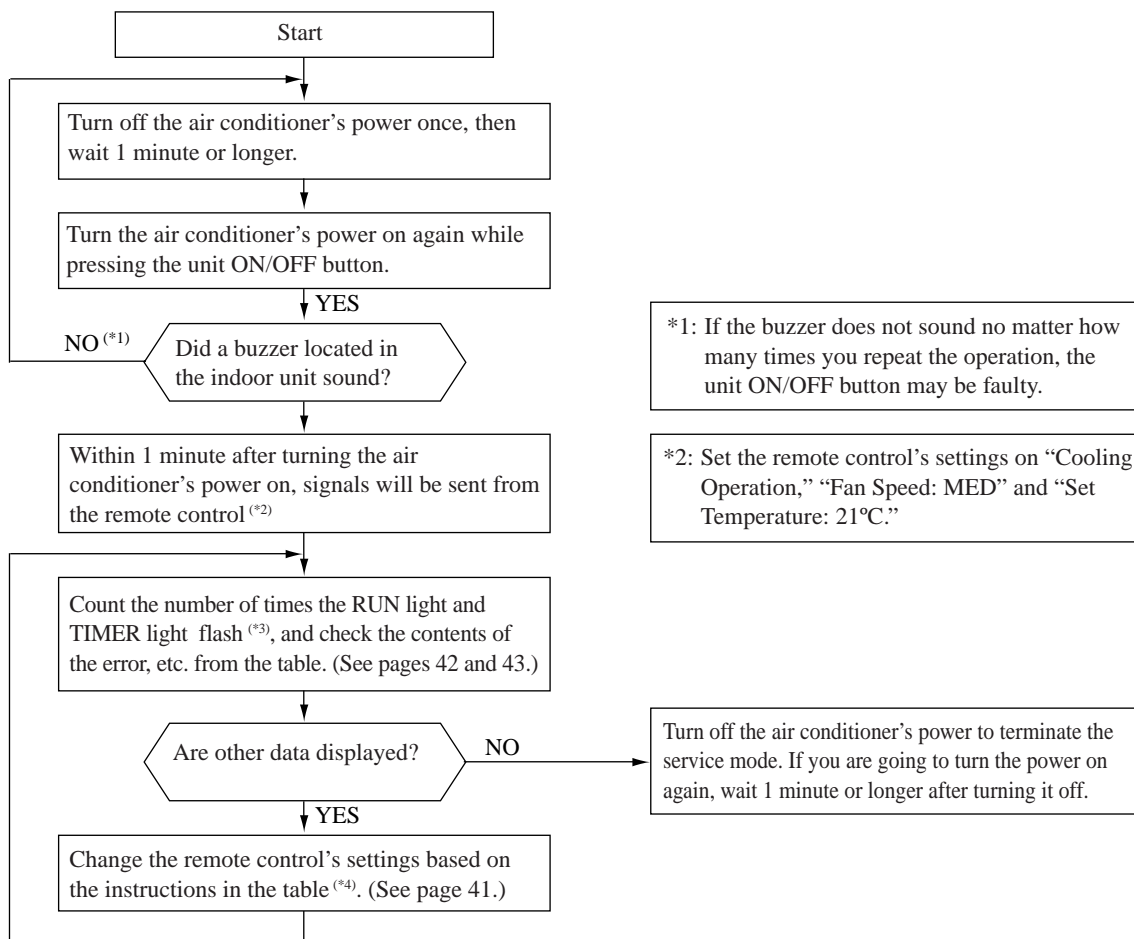 Start
Turn off the air conditioner’s power once, then
wait 1 minute or longer.
Turn the air conditioner’s power on again while
pressing the unit ON/OFF button.
YES
NO (*1)
Did a buzzer located in
the indoor unit sound?
*1: If the buzzer does not sound no matter how
many times you repeat the operation, the
unit ON/OFF button may be faulty.
Within 1 minute after turning the air
conditioner’s power on, signals will be sent from
the remote control (*2)
*2: Set the remote control’s settings on “Cooling
Operation,” “Fan Speed: MED” and “Set
Temperature: 21ºC.”
Count the number of times the RUN light and
TIMER light flash (*3), and check the contents of
the error, etc. from the table. (See pages 42 and 43.)
Are other data displayed?
NO
Turn off the air conditioner’s power to terminate the
service mode. If you are going to turn the power on
again, wait 1 minute or longer after turning it off.
YES
Change the remote control’s settings based on
the instructions in the table (*4). (See page 41.)